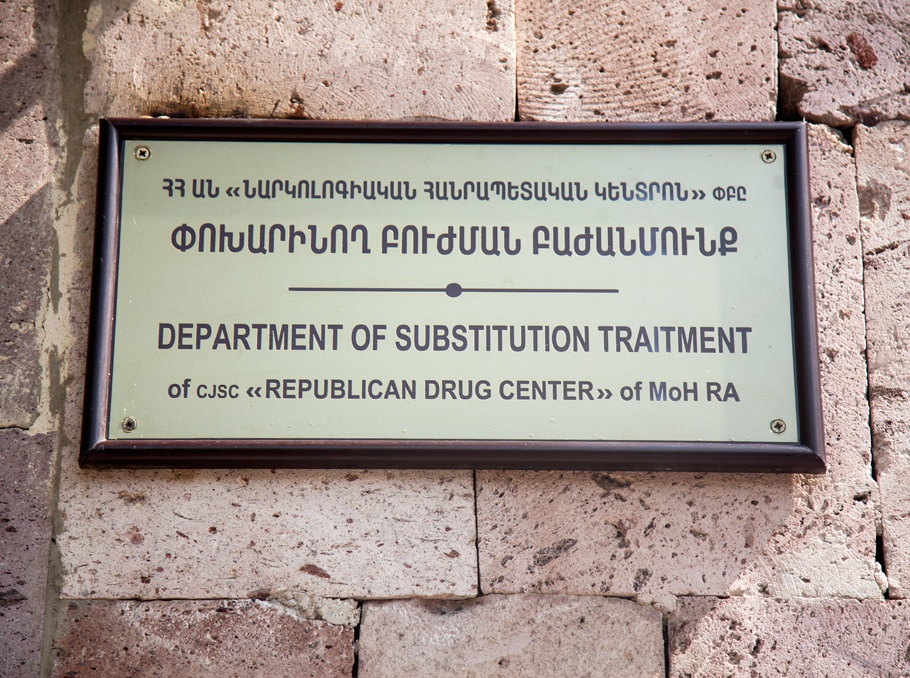 ՀՀ ԱՆ «ՆԱՐԿՈԼՈԳԻԱԿԱՆ ՀԱՆՐԱՊԵՏԱԿԱՆ ԿԵՆՏՐՈՆ» ՓԲԸ
ՓՈԽԱՐԻՆՈՂ ԲՈՒԺՄԱՆ ԲԱԺԱՆՄՈՒՆՔ
DEPARTMENT OF SUBSTITUTION TRAITMENT
of CJSC «REPUBLICAN DRUG CENTER» of MoH RA